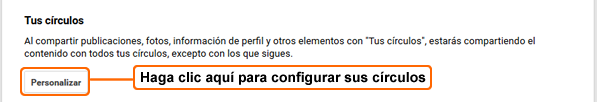 Tus círculos
Al compartir publicaciones, fotos, información de perfil y otros elementos con "Tus círculos", estarás compartiendo el
contenido con todos tus círculos, excepto con los que sigues.
Personalizar
Haga clic aquí para configurar sus círculos